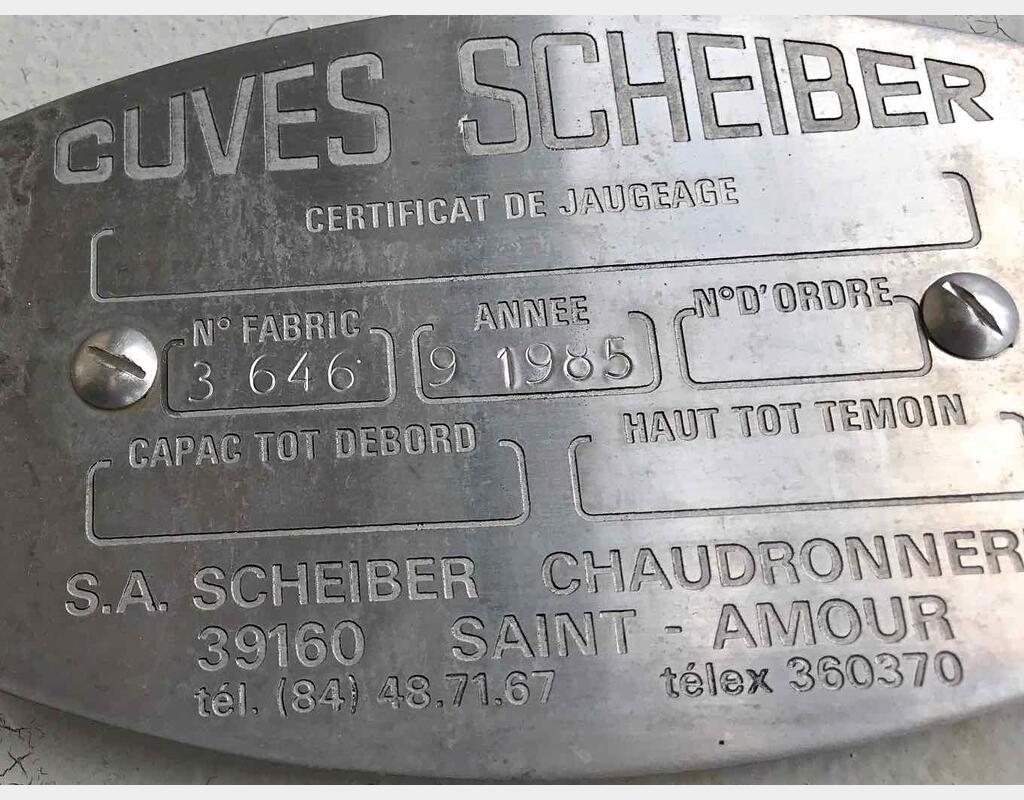 CUVES SCHEIBER
CERTIFICAT DE JAUGEAGE
N° FABRIC ANNEE N° D'ORDRE
3 646 9 1985
CAPAC TOT DEBORD HAUT TOT TEMOIN
S.A. SCHEIBER CHAUDRONNER
39160 SAINT - AMOUR
tél. (84) 48.71.67 télex 360370